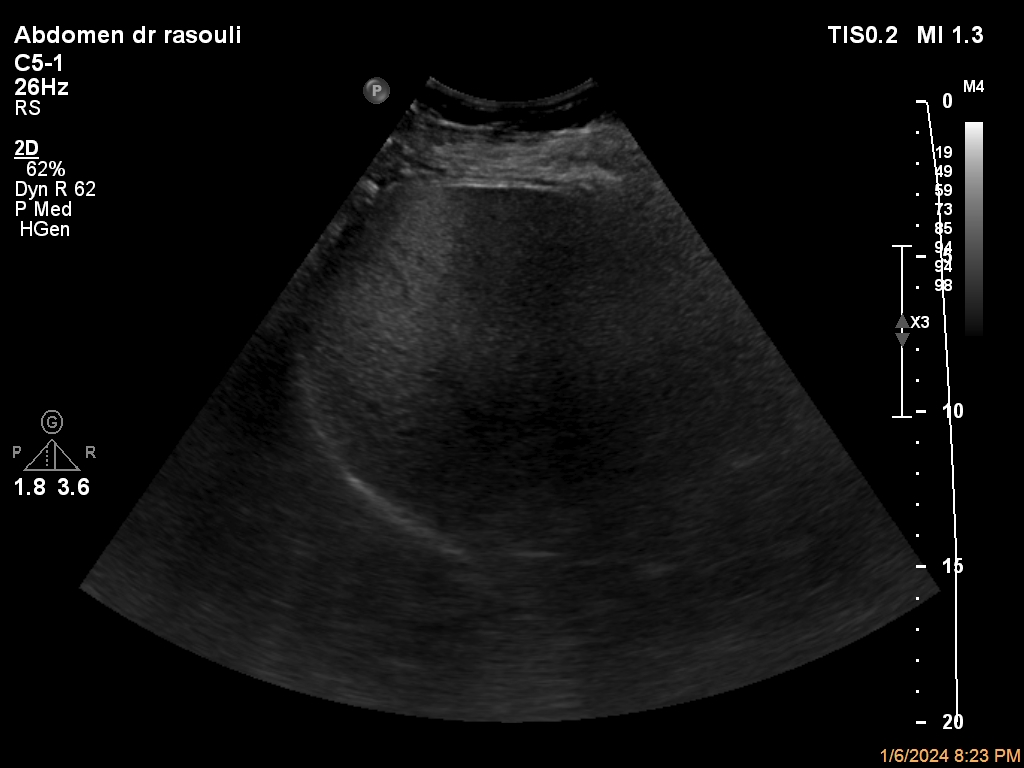 Abdomen dr rasouli
TIS0.2 MI 1.3
C5-1
26Hz
RS
2D
62%
Dyn R 62
P Med
HGen
P
M4
0
19
49
59
73
85
94
5
94
98
X3
10
G
P R
1.8 3.6
15
20
1/6/2024 8:23 PM